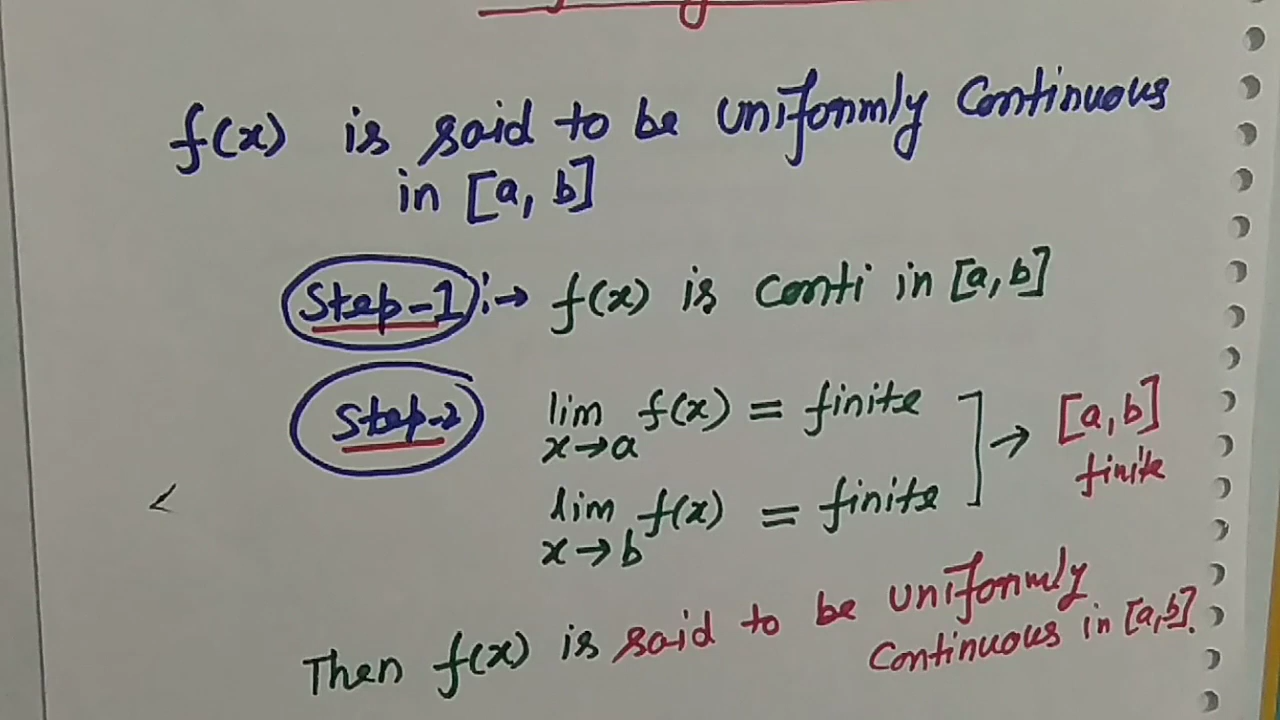 f(x) is said to be uniformly continuous
in [a, b]
Step-1 :→ f(x) is conti in [a, b]
Step-2 lim f(x) = finite
x→a
→ [a, b]
finite
lim f(x) = finite
x→b
Then f(x) is said to be uniformly
continuous in [a,b].